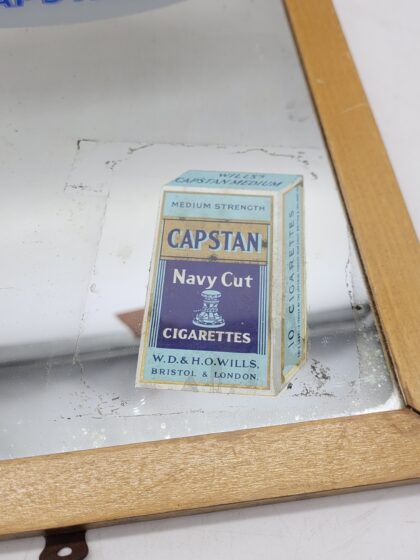 WILLS'
CAPSTAN MEDIUM
MEDIUM STRENGTH
CAPSTAN
Navy Cut
CIGARETTES
W.D. & H.O. WILLS,
BRISTOL & LONDON.
10 CIGARETTES